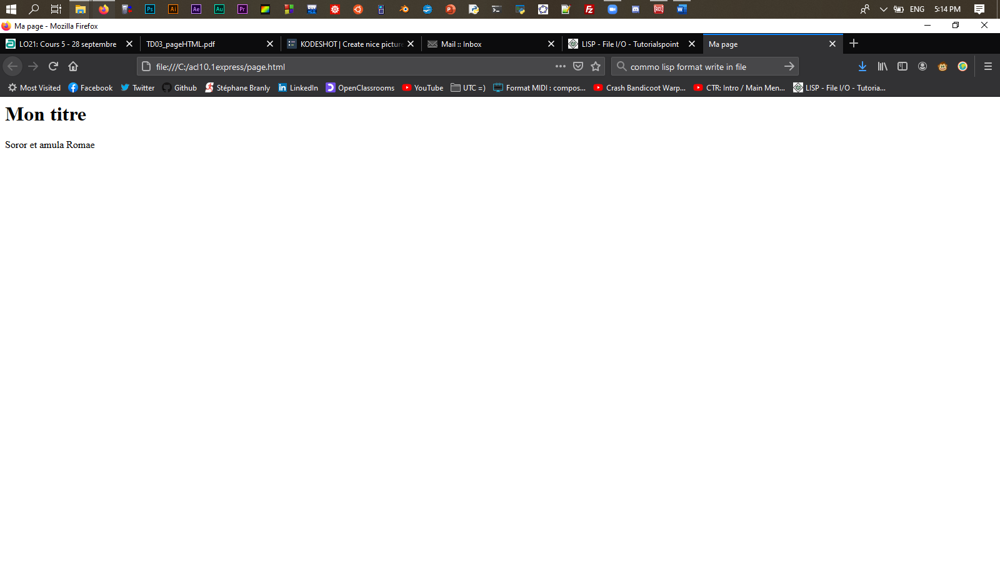 ENG 5:14 PM
Ma page - Mozilla Firefox
LO21: Cours 5 - 28 septembre TD03_pageHTML.pdf KODESHOT | Create nice picture Mail :: Inbox LISP - File I/O - Tutorialspoint Ma page
file:///C:/acl10.1express/page.html commo lisp format write in file
Most Visited Facebook Twitter Github Stéphane Branly LinkedIn OpenClassrooms YouTube UTC =) Format MIDI : compos... Crash Bandicoot Warp... CTR: Intro / Main Men... LISP - File I/O - Tutoria...
Mon titre
Soror et amula Romae